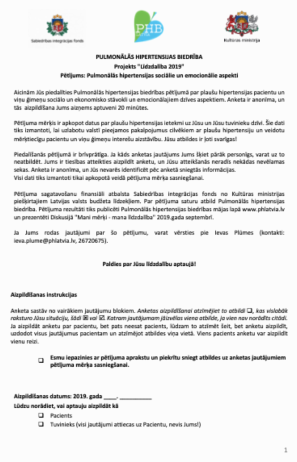 Sabiedrības integrācijas fonds
PHB
Kultūras ministrija
PULMONĀLĀS HIPERTENSIJAS BIEDRĪBA
Projekts "Līdzdalība 2019"
Pētījums: Pulmonālās hipertensijas sociālie un emocionālie aspekti
Aicinām Jūs piedalīties Pulmonālās hipertensijas biedrības pētījumā par plaušu hipertensijas pacientu un
viņu ģimeņu sociālo un ekonomisko stāvokli un emocionālajiem dzīves aspektiem. Anketa ir anonīma, un
tās aizpildīšana Jums aizņems aptuveni 20 minūtes.
Pētījuma mērķis ir apkopot datus par plaušu hipertensijas ietekmi uz Jūsu un Jūsu tuvinieku dzīvi. Šie dati
tiks izmantoti, lai uzlabotu valstī pieejamos pakalpojumus cilvēkiem ar plaušu hipertensiju un veidotu
mērķtiecīgu pacientu un viņu ģimeņu interešu aizstāvību. Jūsu atbildes ir ļoti svarīgas!
Piedalīšanās pētījumā ir brīvprātīga. Ja kāds anketas jautājums Jums šķiet pārāk personīgs, varat uz to
neatbildēt. Jums ir tiesības atteikties aizpildīt anketu, un Jūsu atteikšanās neradīs nekādas nevēlamas
sekas. Anketa ir anonīma, un Jūs nevarēs identificēt pēc anketā sniegtās informācijas.
Visi dati tiks izmantoti tikai apkopotā veidā pētījuma mērķa sasniegšanai.
Pētījuma sagatavošanu finansiāli atbalsta Sabiedrības integrācijas fonds no Kultūras ministrijas
piešķirtajiem Latvijas valsts budžeta līdzekļiem. Par pētījuma saturu atbild Pulmonālās hipertensijas
biedrība. Pētījuma rezultāti tiks publicēti Pulmonālās hipertensijas biedrības mājas lapā www.phlatvia.lv
un prezentēti Diskusijā "Mani mērķi - mana līdzdalība" 2019.gada septembrī.
Ja Jums rodas jautājumi par šo pētījumu, varat vērsties pie Ievas Plūmes (kontakti:
ieva.plume@phlatvia.lv, 26720675).
Paldies par Jūsu līdzdalību aptaujā!
Aizpildīšanas instrukcijas
Anketa sastāv no vairākiem jautājumu blokiem. Anketas aizpildīšanai atzīmējiet to atbildi ☐, kas vislabāk
raksturo Jūsu situāciju, šādi ☒ vai ☑. Katram jautājumam jāizvēlas viena atbilde, ja vien nav norādīts citādi.
Ja aizpildāt anketu par pacientu, bet pats neesat pacients, lūdzam to atzīmēt šeit, bet anketu aizpildīt,
uzdodot visus jautājumus pacientam un atzīmējot atbildes viņa vietā. Viens pacients anketu var aizpildīt
vienu reizi.
☐ Esmu iepazinies ar pētījuma aprakstu un piekrītu sniegt atbildes uz anketas jautājumiem
pētījuma mērķa sasniegšanai.
Aizpildīšanas datums: 2019. gada ____. __________
Lūdzu norādiet, vai aptauju aizpildāt kā
☐ Pacients
☐ Tuvinieks (visi jautājumi attiecas uz Pacientu, nevis Jums!)
1